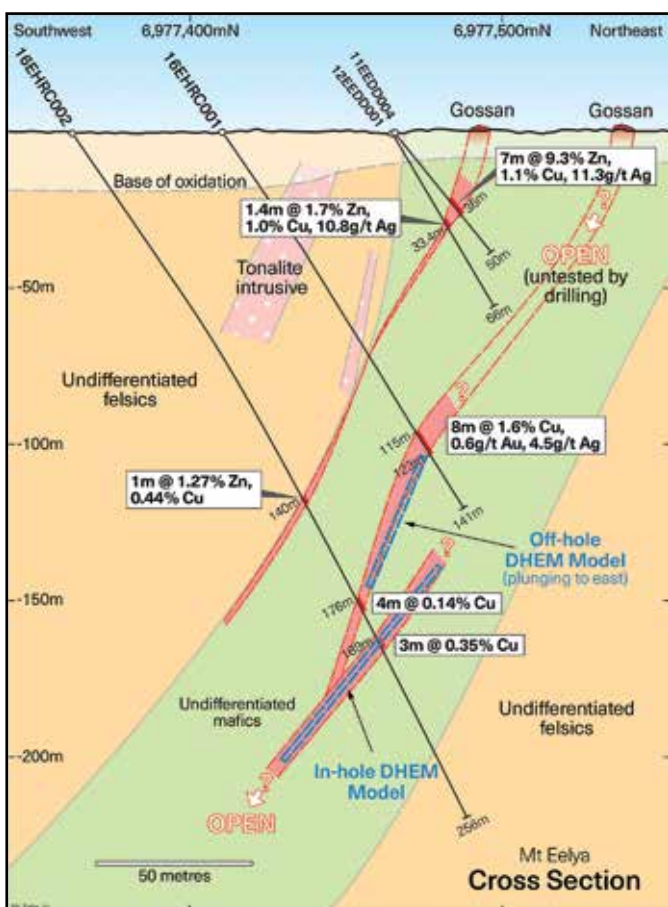 Southwest
6,977,400mN
6,977,500mN
Northeast
16EHRC002
16EHRC001
11EEDD004
12EEDD001
Gossan
Gossan
Base of oxidation
7m @ 9.3% Zn,
1.1% Cu, 11.3g/t Ag
1.4m @ 1.7% Zn,
1.0% Cu, 10.8g/t Ag
38m
33.4m
?
OPEN
(untested by
drilling)
50m
66m
-50m
Tonalite
intrusive
Undifferentiated
felsics
?
-100m
115m
123m
8m @ 1.6% Cu,
0.6g/t Au, 4.5g/t Ag
1m @ 1.27% Zn,
0.44% Cu
140m
141m
Off-hole
DHEM Model
(plunging to east)
?
-150m
176m
4m @ 0.14% Cu
189m
3m @ 0.35% Cu
Undifferentiated
mafics
Undifferentiated
felsics
-200m
In-hole DHEM
Model
?
OPEN
256m
50 metres
Mt Eelya
Cross Section